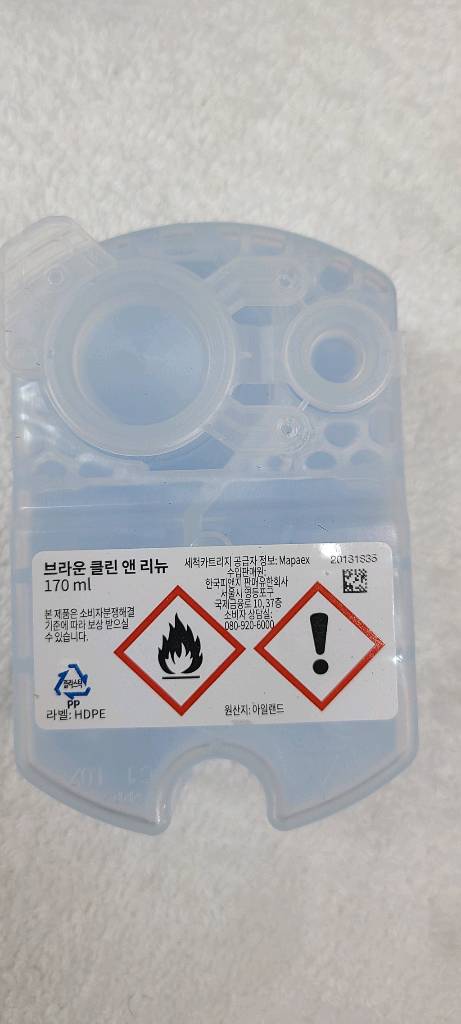 브라운 클린 앤 리뉴
170 ml
세척카트리지 공급자 정보: Mapaex
수입판매원:
한국피앤지 판매유한회사
서울시 영등포구
국제금융로 10, 37층
소비자 상담실:
080-920-6000
20131935
본 제품은 소비자분쟁해결
기준에 따라 보상 받으실
수 있습니다.
플라스틱
PP
라벨: HDPE
원산지: 아일랜드